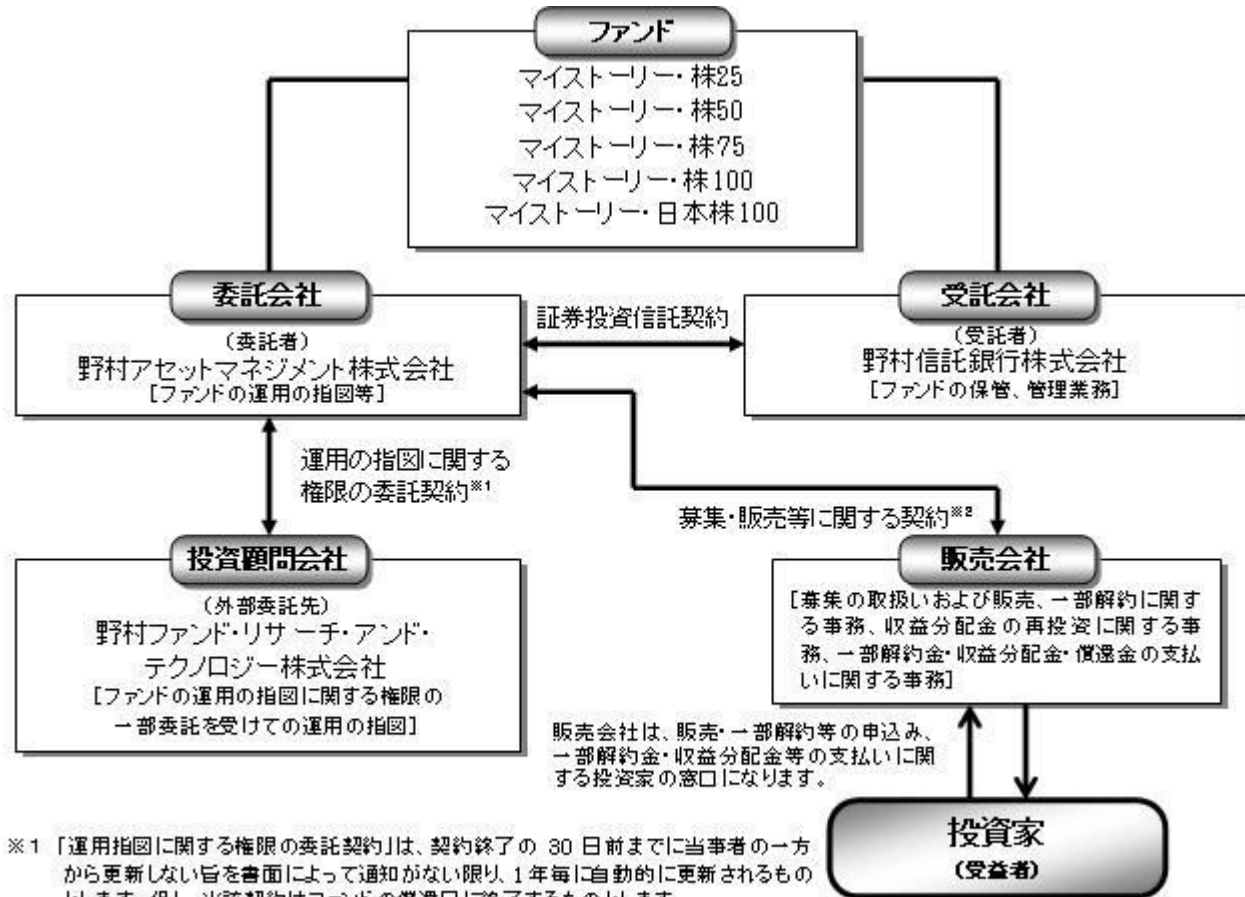 ファンド
マイストーリー・株25
マイストーリー・株50
マイストーリー・株75
マイストーリー・株100
マイストーリー・日本株100
委託会社
(委託者)
野村アセットマネジメント株式会社
[ファンドの運用の指図等]
証券投資信託契約
受託会社
(受託者)
野村信託銀行株式会社
[ファンドの保管、管理業務]
運用の指図に関する
権限の委託契約※1
募集・販売等に関する契約※2
投資顧問会社
(外部委託先)
野村ファンド・リサーチ・アンド・
テクノロジー株式会社
[ファンドの運用の指図に関する権限の
一部委託を受けての運用の指図]
販売会社
[募集の取扱いおよび販売、一部解約に関す
る事務、収益分配金の再投資に関する事
務、一部解約金・収益分配金・償還金の支払
いに関する事務]
販売会社は、販売・一部解約等の申込み、
一部解約金・収益分配金等の支払いに関
する投資家の窓口になります。
投資家
(受益者)
※1 「運用指図に関する権限の委託契約」は、契約終了の 30 日前までに当事者の一方
から更新しない旨を書面によって通知がない限り、1年毎に自動的に更新されるもの